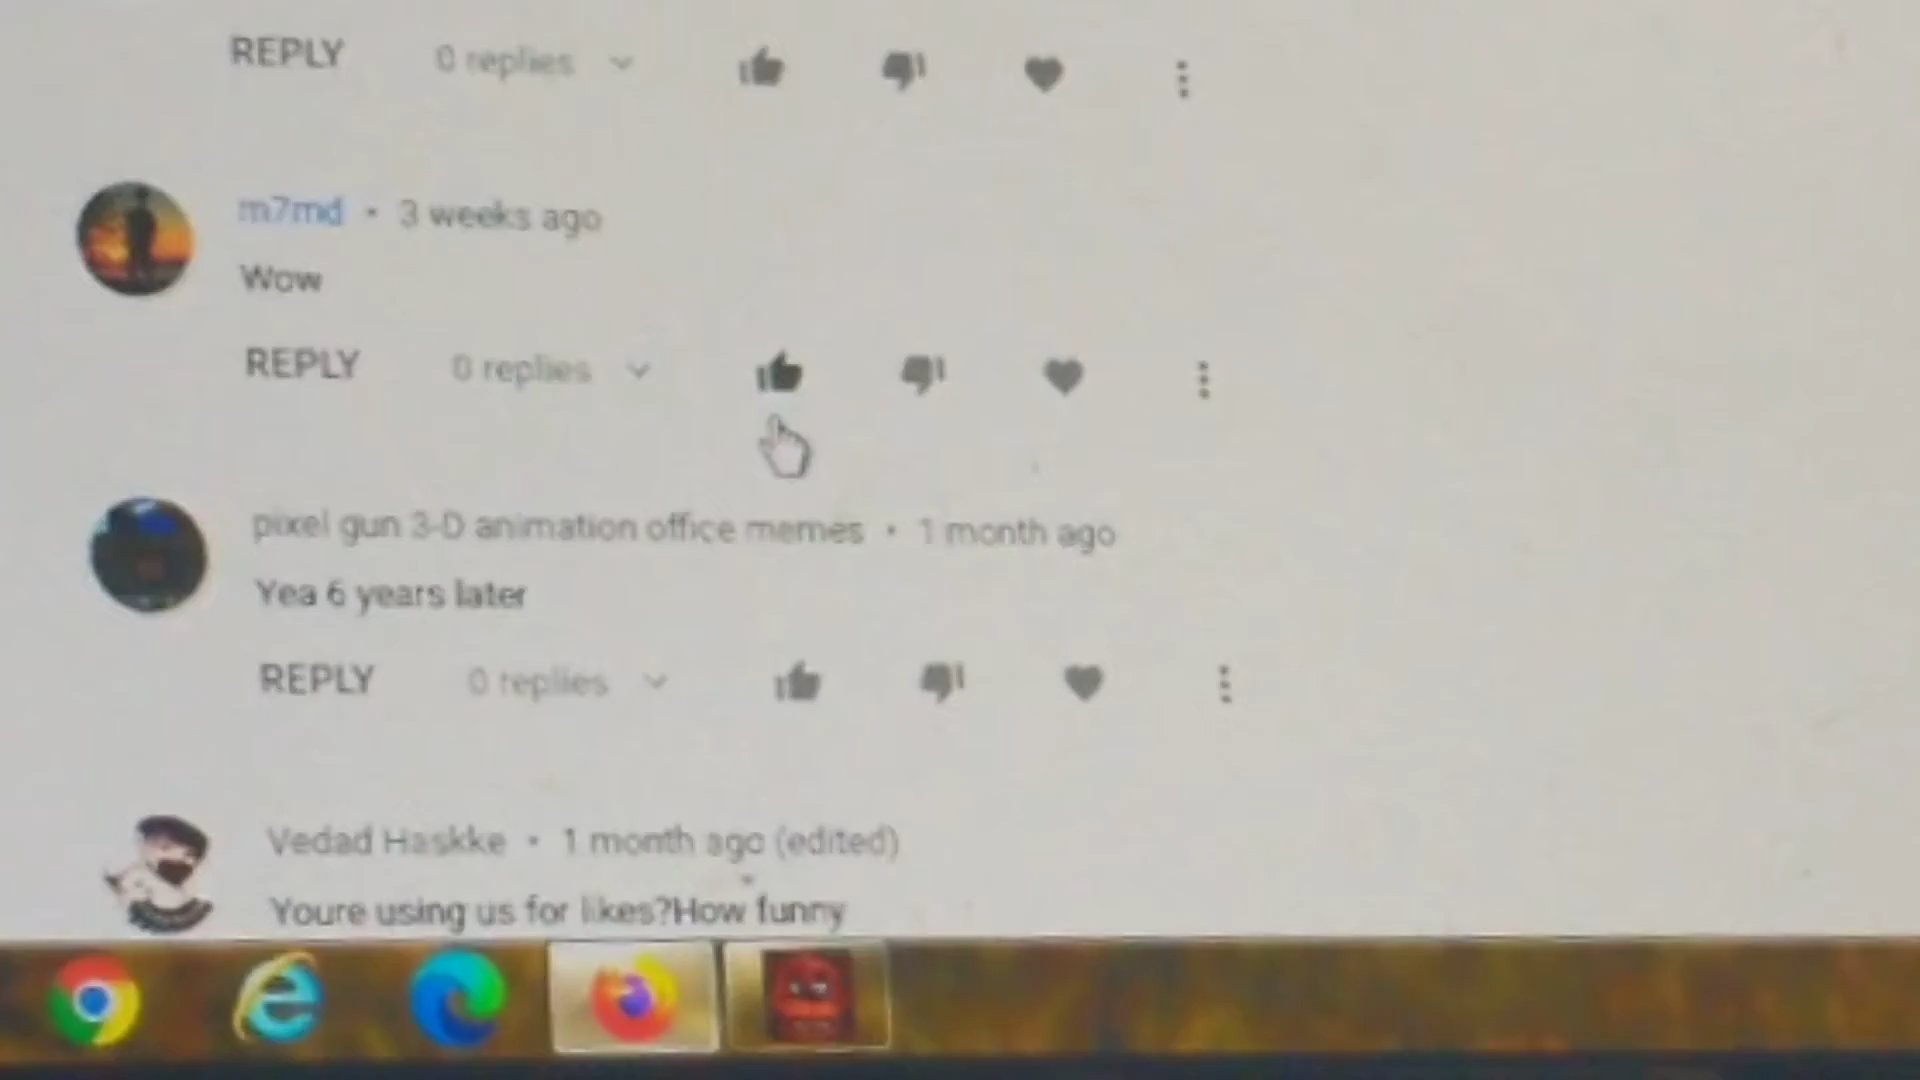 REPLY 0 replies
m7md • 3 weeks ago
Wow
REPLY 0 replies
pixel gun 3-D animation office memes • 1 month ago
Yea 6 years later
REPLY 0 replies
Vedad Haskke • 1 month ago (edited)
Youre using us for likes?How funny